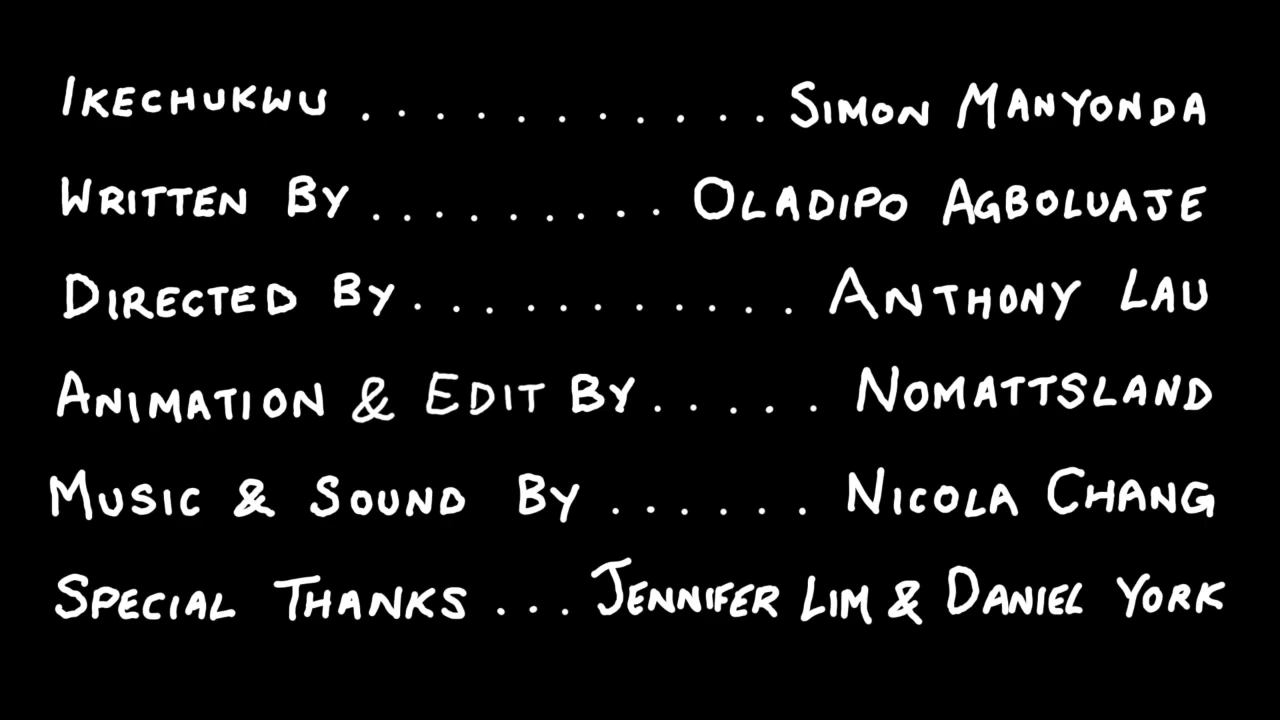 IKECHUKWU . . . . . . . . . . . SIMON MANYONDA
WRITTEN BY . . . . . . . . . OLADIPO AGBOLUAJE
DIRECTED BY . . . . . . . . . . . ANTHONY LAU
ANIMATION & EDIT BY . . . . . NOMATTSLAND
MUSIC & SOUND BY . . . . . . NICOLA CHANG
SPECIAL THANKS . . . JENNIFER LIM & DANIEL YORK